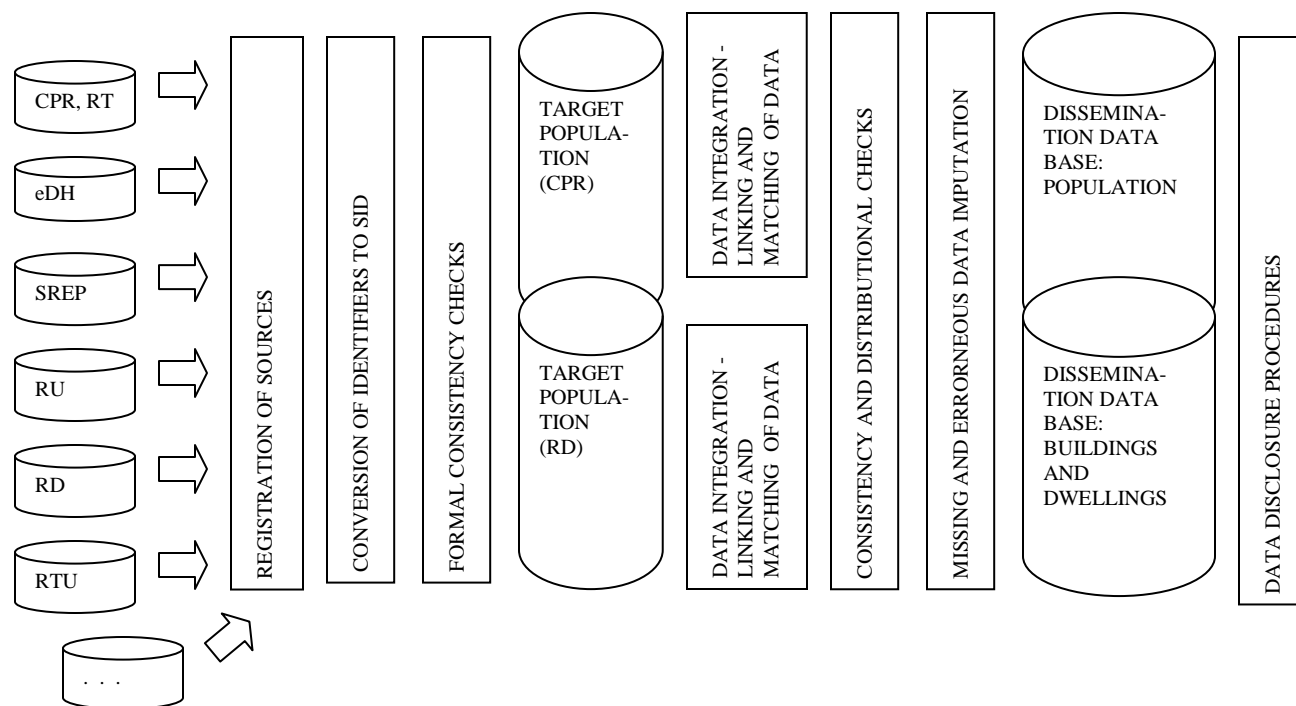 CPR, RT
eDH
SREP
RU
RD
RTU
. . .
REGISTRATION OF SOURCES
CONVERSION OF IDENTIFIERS TO SID
FORMAL CONSISTENCY CHECKS
TARGET
POPULA-
TION
(CPR)
TARGET
POPULA-
TION
(RD)
DATA INTEGRATION -
LINKING AND
MATCHING OF DATA
DATA INTEGRATION -
LINKING AND
MATCHING OF DATA
CONSISTENCY AND DISTRIBUTIONAL CHECKS
MISSING AND ERRORNEOUS DATA IMPUTATION
DISSEMINA-
TION DATA
BASE:
POPULATION
DISSEMINA-
TION DATA
BASE:
BUILDINGS
AND
DWELLINGS
DATA DISCLOSURE PROCEDURES